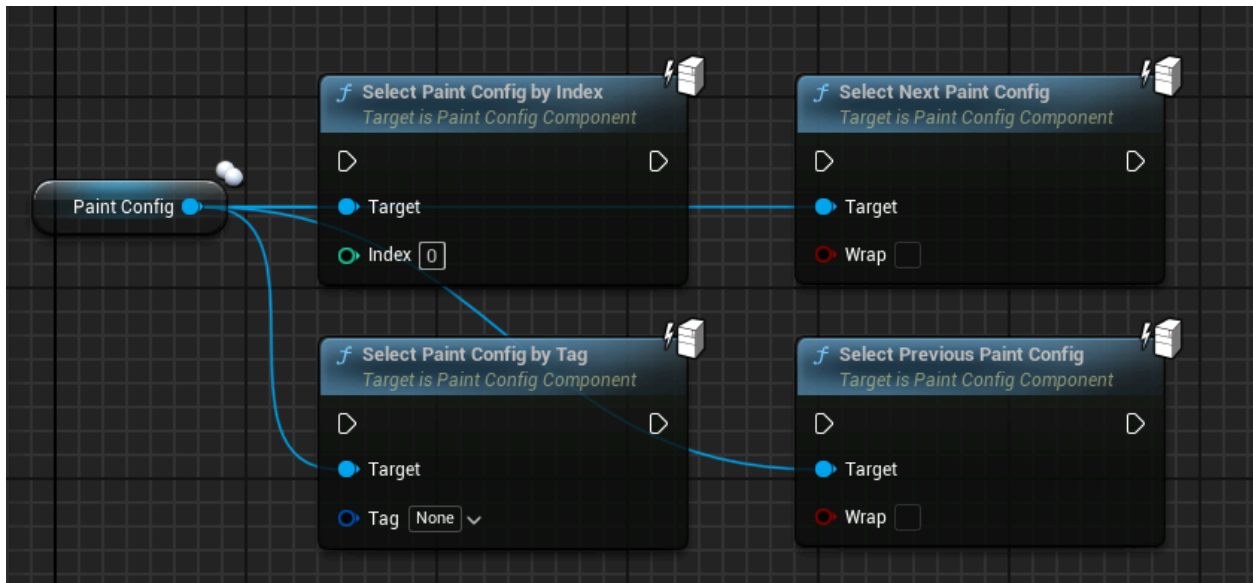 Paint Config
f Select Paint Config by Index
Target is Paint Config Component
Target
Index 0
f Select Next Paint Config
Target is Paint Config Component
Target
Wrap
f Select Paint Config by Tag
Target is Paint Config Component
Target
Tag None
f Select Previous Paint Config
Target is Paint Config Component
Target
Wrap